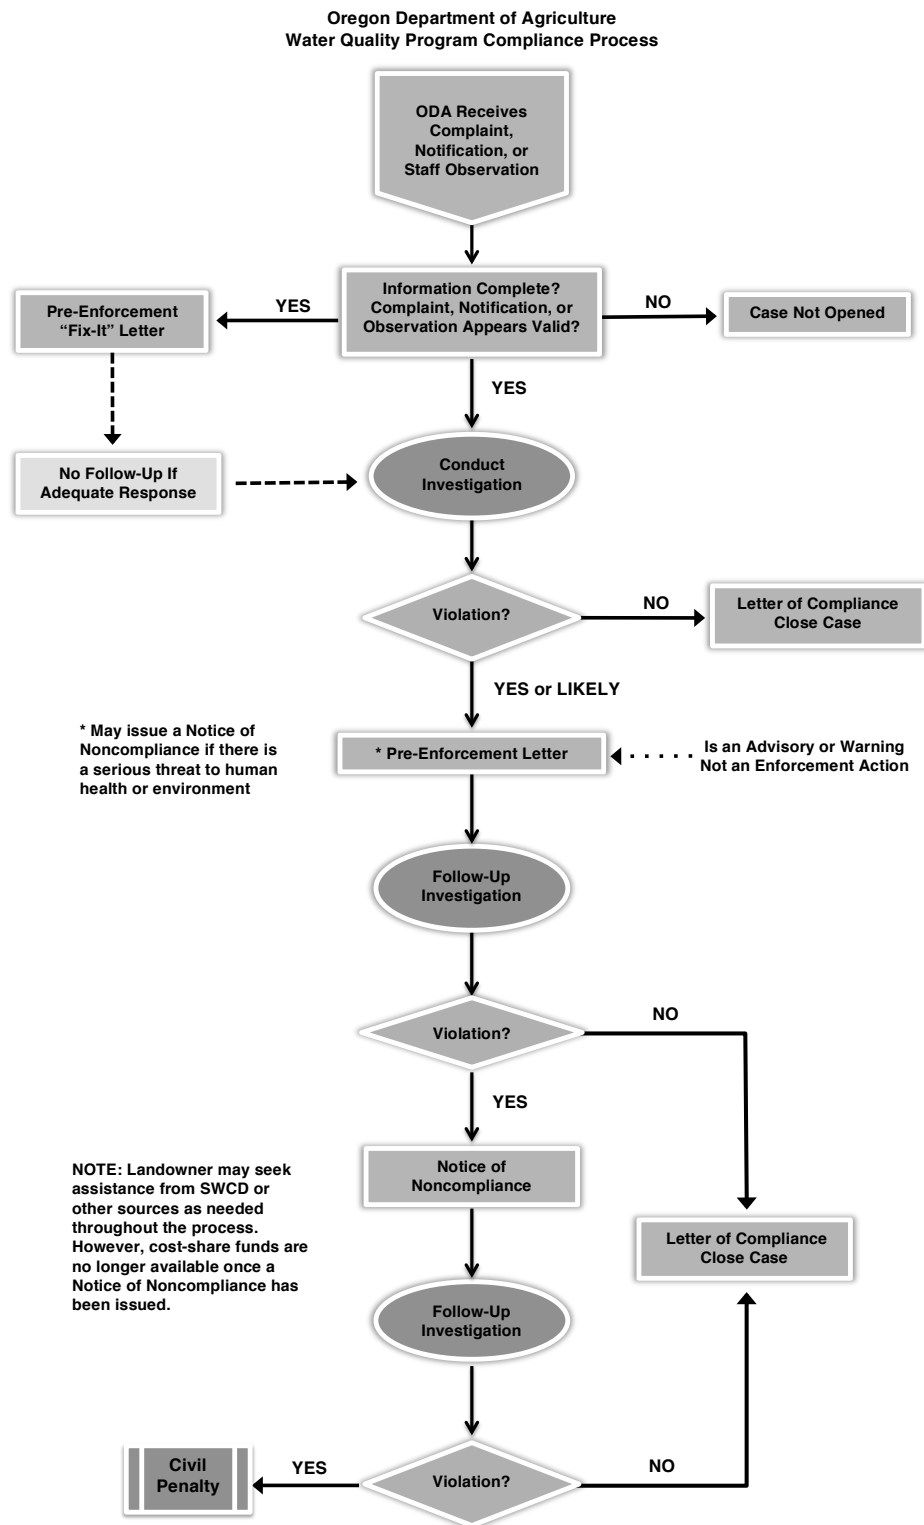 Oregon Department of Agriculture
Water Quality Program Compliance Process
ODA Receives
Complaint,
Notification, or
Staff Observation
Information Complete?
Complaint, Notification, or
Observation Appears Valid?
YES
Pre-Enforcement
“Fix-It” Letter
NO
Case Not Opened
YES
No Follow-Up If
Adequate Response
Conduct
Investigation
Violation?
NO
Letter of Compliance
Close Case
YES or LIKELY
* May issue a Notice of
Noncompliance if there is
a serious threat to human
health or environment
* Pre-Enforcement Letter
Is an Advisory or Warning
Not an Enforcement Action
Follow-Up
Investigation
Violation?
NO
YES
Notice of
Noncompliance
NOTE: Landowner may seek
assistance from SWCD or
other sources as needed
throughout the process.
However, cost-share funds are
no longer available once a
Notice of Noncompliance has
been issued.
Letter of Compliance
Close Case
Follow-Up
Investigation
Violation?
YES
NO
Civil
Penalty